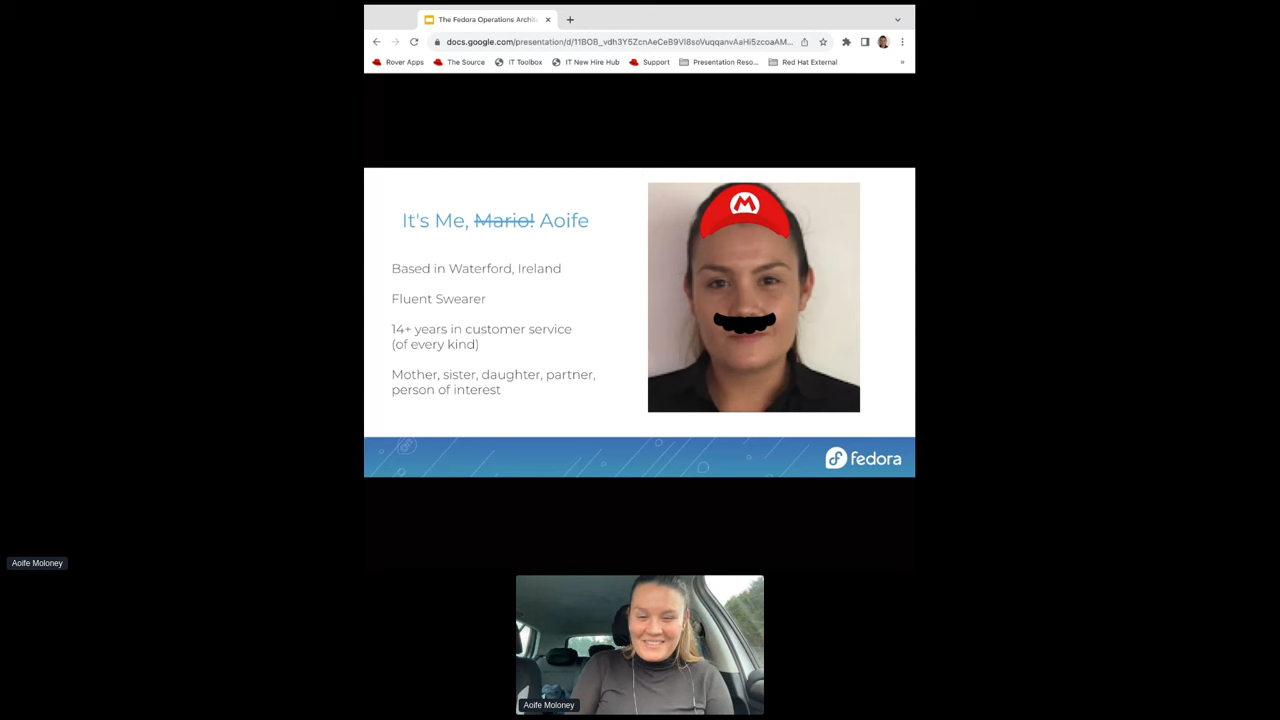 The Fedora Operations Archite
docs.google.com/presentation/d/11BOB_vdh3Y5ZcnAeCeB9Vl8soVuqqanvAaHi5zcoaAM...
Rover Apps
The Source
IT Toolbox
IT New Hire Hub
Support
Presentation Reso...
Red Hat External
»
It's Me, Mario! Aoife
M
Based in Waterford, Ireland
Fluent Swearer
14+ years in customer service
(of every kind)
Mother, sister, daughter, partner,
person of interest
fedora
Aoife Moloney
Aoife Moloney